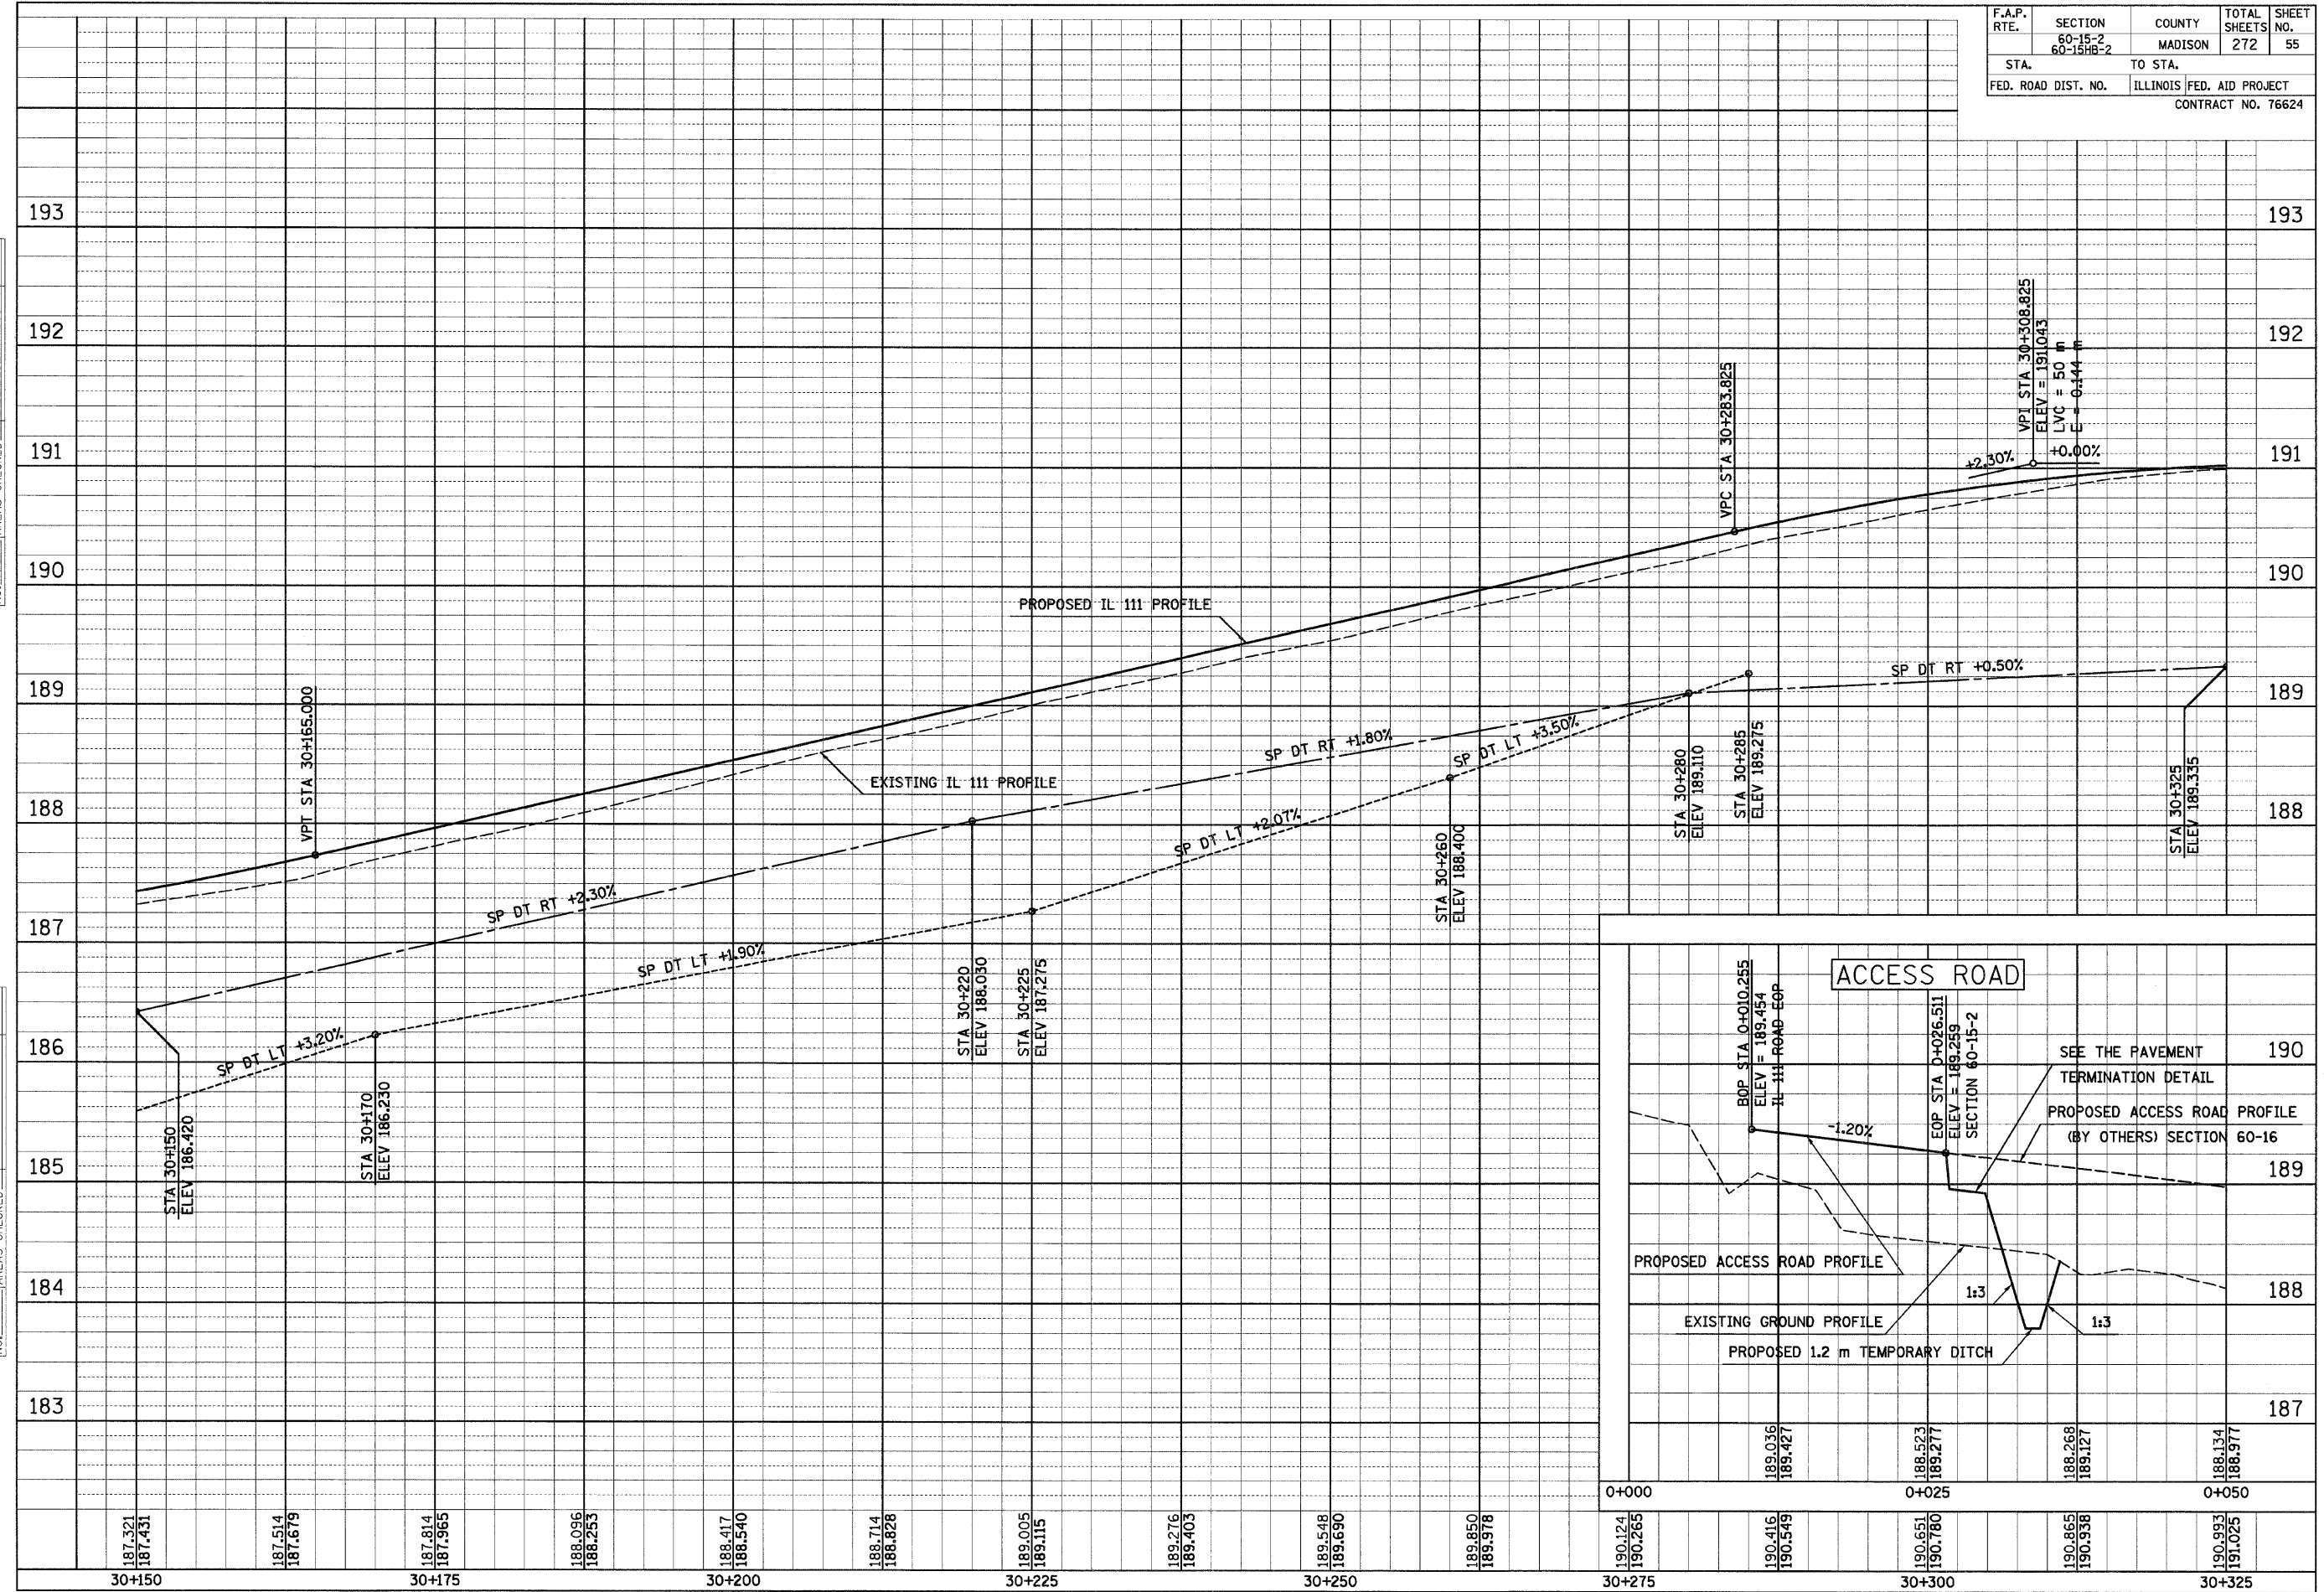 F.A.P. RTE.
SECTION
COUNTY
TOTAL SHEETS
SHEET NO.
60-15-2
60-15HB-2
MADISON
272
55
STA.
TO STA.
FED. ROAD DIST. NO.
ILLINOIS
FED. AID PROJECT
CONTRACT NO. 76624
193
192
191
190
189
188
187
186
185
184
183
193
192
191
190
189
188
VPI STA 30+308.825
ELEV = 191.043
LVC = 50 m
E = 0.144 m
VPC STA 30+283.825
+2.30%
+0.00%
PROPOSED IL 111 PROFILE
EXISTING IL 111 PROFILE
VPT STA 30+165.000
SP DT RT +0.50%
SP DT RT +1.80%
SP DT LT +3.50%
SP DT LT +2.07%
SP DT RT +2.30%
SP DT LT +1.90%
SP DT LT +3.20%
STA 30+280
ELEV 189.110
STA 30+285
ELEV 189.275
STA 30+325
ELEV 189.335
STA 30+260
ELEV 188.400
STA 30+220
ELEV 188.030
STA 30+225
ELEV 187.275
STA 30+150
ELEV 186.420
STA 30+170
ELEV 186.230
ACCESS ROAD
BOP STA 0+010.255
ELEV = 189.454
IL 111 ROAD EOP
EOP STA 0+026.511
ELEV = 189.259
SECTION 60-15-2
-1.20%
SEE THE PAVEMENT
TERMINATION DETAIL
PROPOSED ACCESS ROAD PROFILE
(BY OTHERS) SECTION 60-16
PROPOSED ACCESS ROAD PROFILE
EXISTING GROUND PROFILE
PROPOSED 1.2 m TEMPORARY DITCH
1:3
1:3
190
189
188
187
189.036
189.427
188.523
189.277
188.268
189.127
188.134
188.977
0+000
0+025
0+050
187.321
187.431
187.514
187.679
187.814
187.965
188.096
188.253
188.417
188.540
188.714
188.828
189.005
189.115
189.276
189.403
189.548
189.690
189.850
189.978
190.124
190.265
190.416
190.549
190.651
190.780
190.865
190.938
190.993
191.025
30+150
30+175
30+200
30+225
30+250
30+275
30+300
30+325